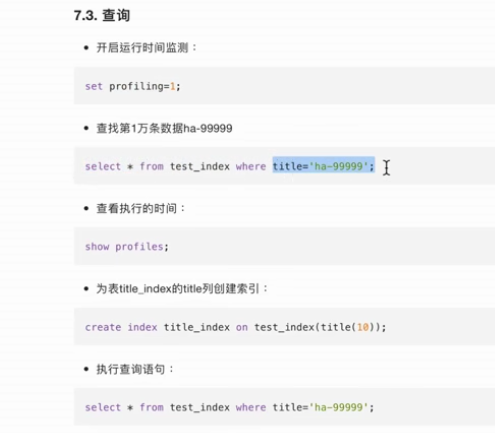 7.3. 查询
• 开启运行时间监测：
set profiling=1;
• 查找第1万条数据ha-99999
select * from test_index where title='ha-99999';
• 查看执行的时间：
show profiles;
• 为表title_index的title列创建索引：
create index title_index on test_index(title(10));
• 执行查询语句：
select * from test_index where title='ha-99999';